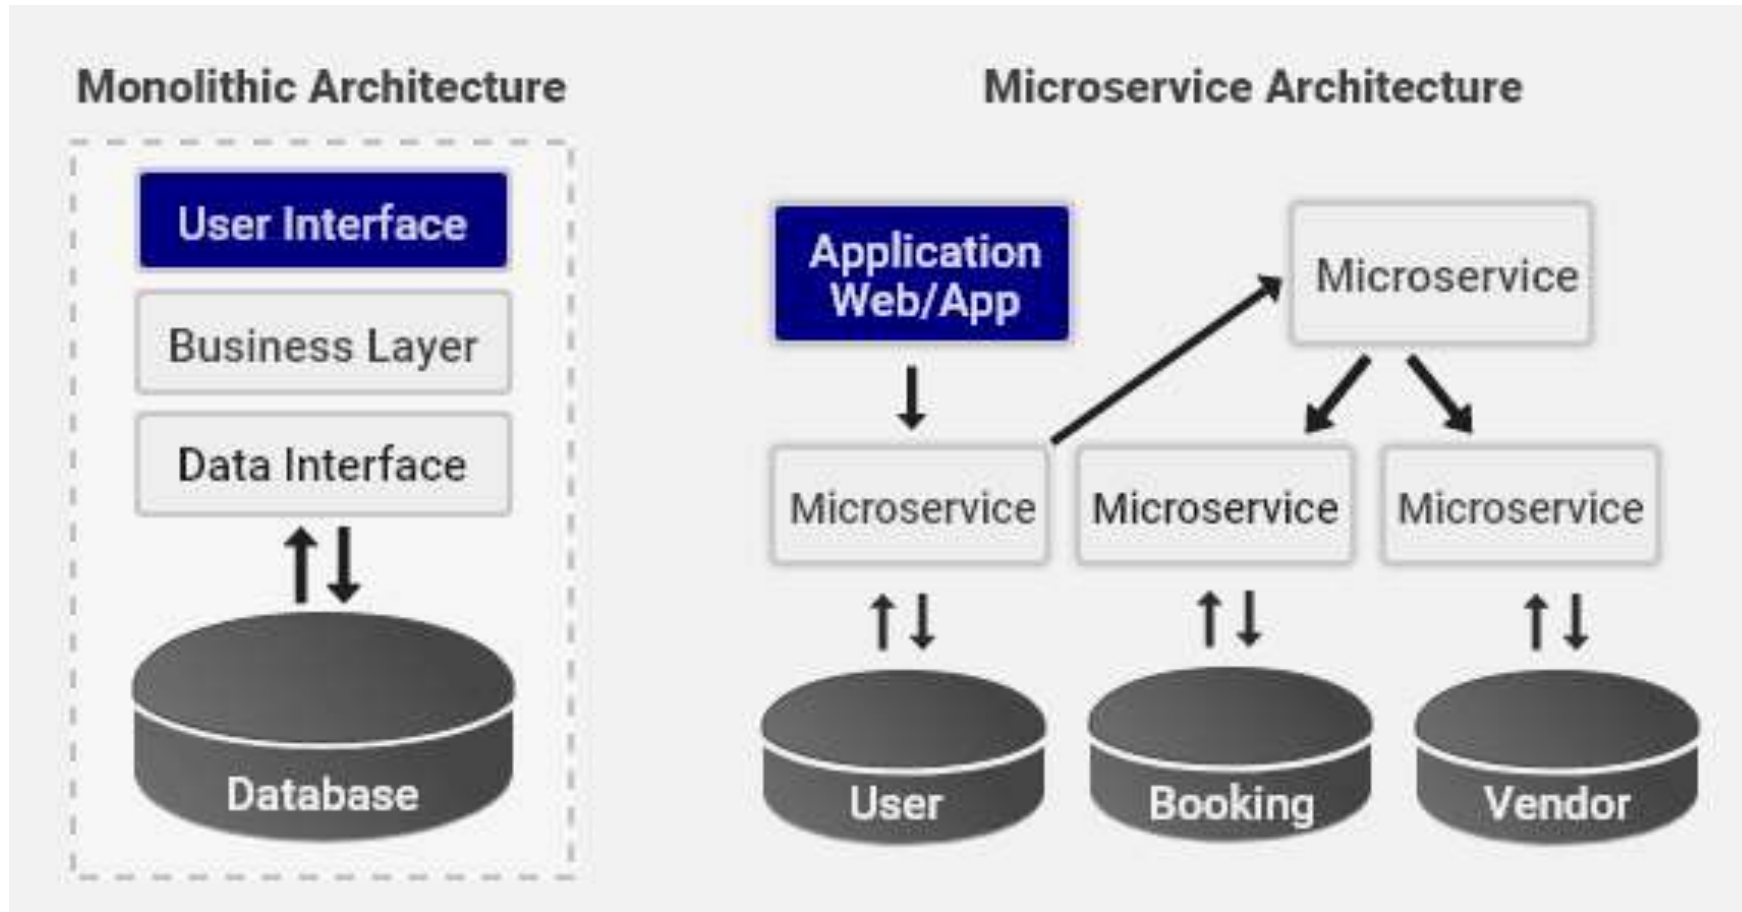 Monolithic Architecture
User Interface
Business Layer
Data Interface
Database
Microservice Architecture
Application
Web/App
Microservice
Microservice
Microservice
Microservice
User
Booking
Vendor